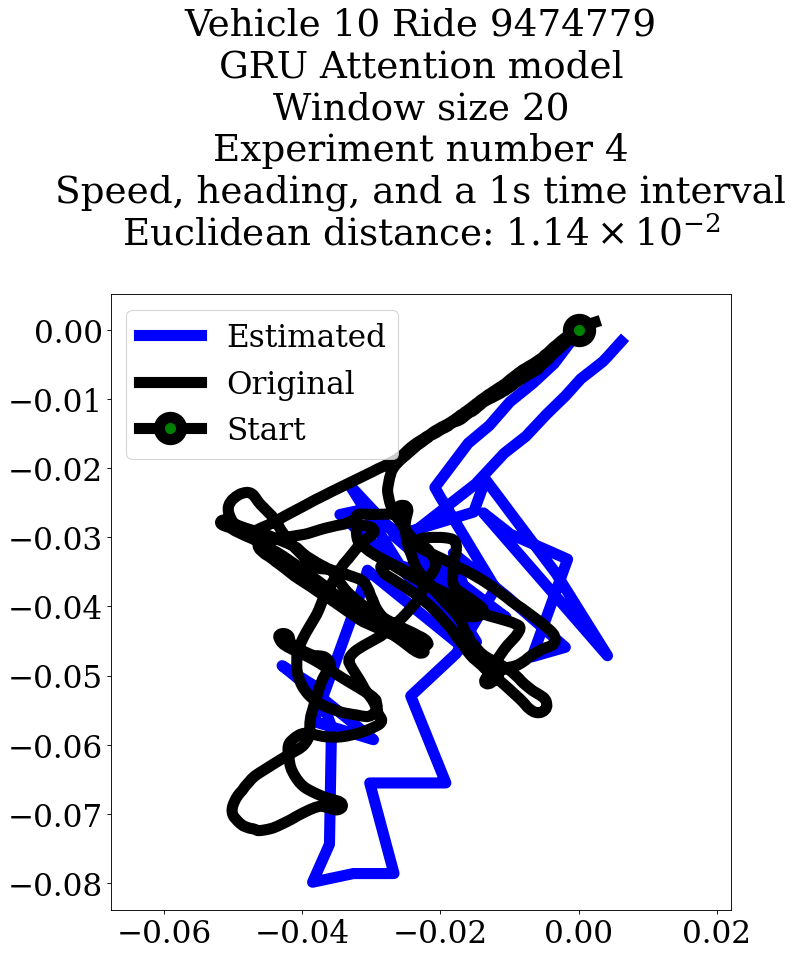 Vehicle 10 Ride 9474779
GRU Attention model
Window size 20
Experiment number 4
Speed, heading, and a 1s time interval
Euclidean distance: 1.14 × 10⁻²
Estimated
Original
Start
0.00
−0.01
−0.02
−0.03
−0.04
−0.05
−0.06
−0.07
−0.08
−0.06 −0.04 −0.02 0.00 0.02